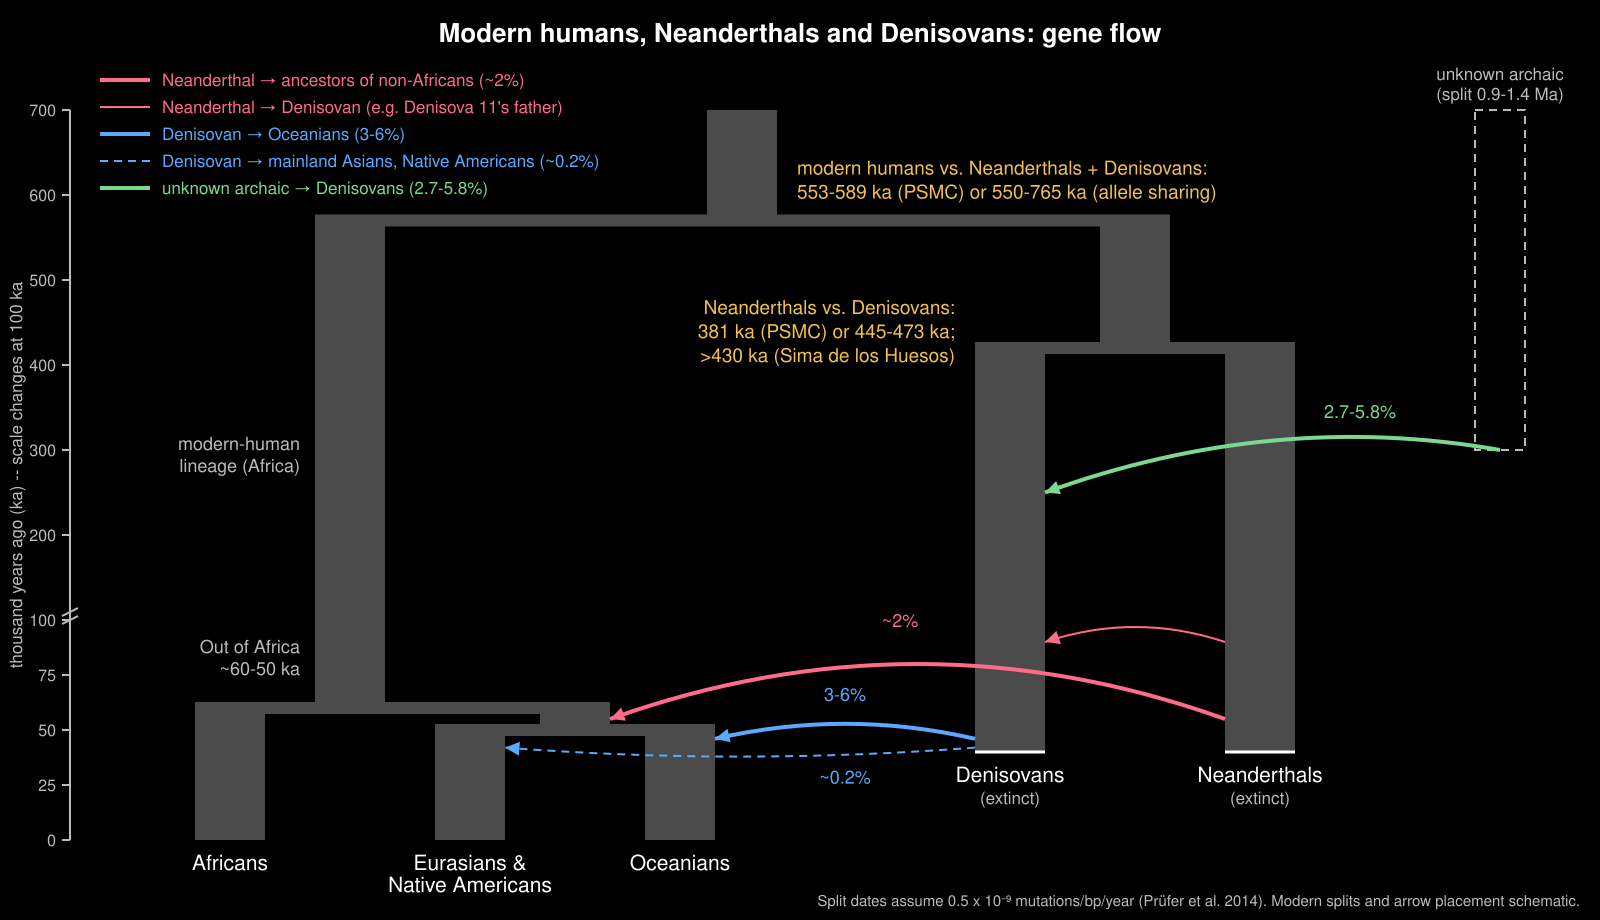 Modern humans, Neanderthals and Denisovans: gene flow
Neanderthal → ancestors of non-Africans (~2%)
Neanderthal → Denisovan (e.g. Denisova 11's father)
Denisovan → Oceanians (3-6%)
Denisovan → mainland Asians, Native Americans (~0.2%)
unknown archaic → Denisovans (2.7-5.8%)
unknown archaic
(split 0.9-1.4 Ma)
modern humans vs. Neanderthals + Denisovans:
553-589 ka (PSMC) or 550-765 ka (allele sharing)
Neanderthals vs. Denisovans:
381 ka (PSMC) or 445-473 ka;
>430 ka (Sima de los Huesos)
thousand years ago (ka) -- scale changes at 100 ka
700
600
500
400
300
200
100
75
50
25
0
modern-human
lineage (Africa)
Out of Africa
~60-50 ka
2.7-5.8%
~2%
3-6%
~0.2%
Denisovans
(extinct)
Neanderthals
(extinct)
Africans
Eurasians &
Native Americans
Oceanians
Split dates assume 0.5 x 10⁻⁹ mutations/bp/year (Prüfer et al. 2014). Modern splits and arrow placement schematic.